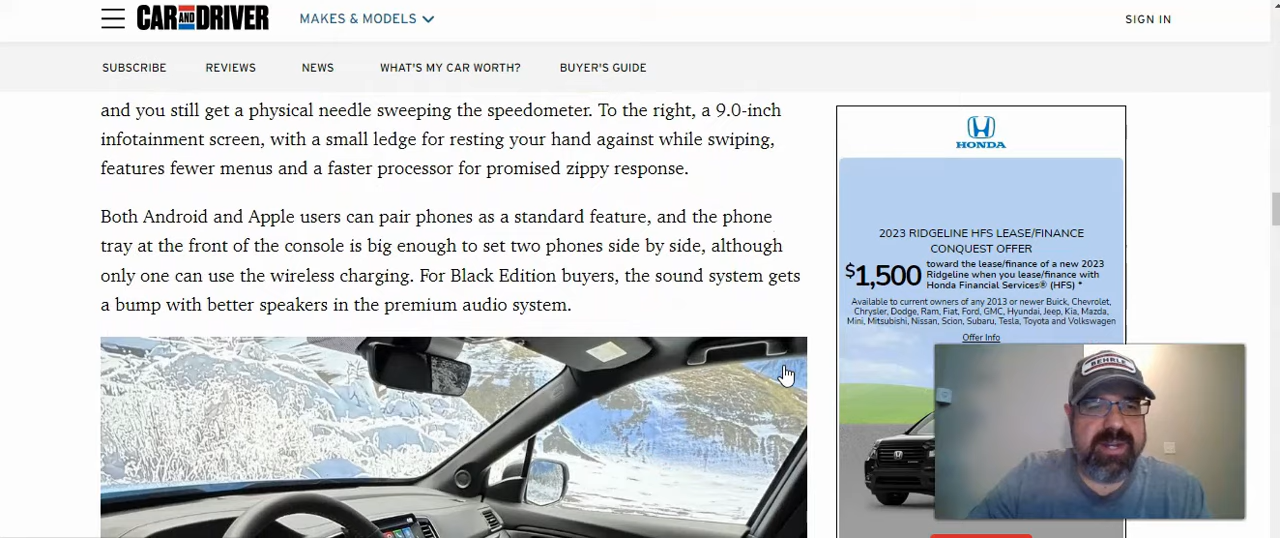 CAR AND DRIVER
MAKES & MODELS
SIGN IN
SUBSCRIBE
REVIEWS
NEWS
WHAT'S MY CAR WORTH?
BUYER'S GUIDE
and you still get a physical needle sweeping the speedometer. To the right, a 9.0-inch
infotainment screen, with a small ledge for resting your hand against while swiping,
features fewer menus and a faster processor for promised zippy response.
Both Android and Apple users can pair phones as a standard feature, and the phone
tray at the front of the console is big enough to set two phones side by side, although
only one can use the wireless charging. For Black Edition buyers, the sound system gets
a bump with better speakers in the premium audio system.
HONDA
2023 RIDGELINE HFS LEASE/FINANCE
CONQUEST OFFER
$1,500
toward the lease/finance of a new 2023
Ridgeline when you lease/finance with
Honda Financial Services® (HFS) *
Available to current owners of any 2013 or newer Buick, Chevrolet,
Chrysler, Dodge, Ram, Fiat, Ford, GMC, Hyundai, Jeep, Kia, Mazda,
Mini, Mitsubishi, Nissan, Scion, Subaru, Tesla, Toyota and Volkswagen
Offer Info
BEHRLE